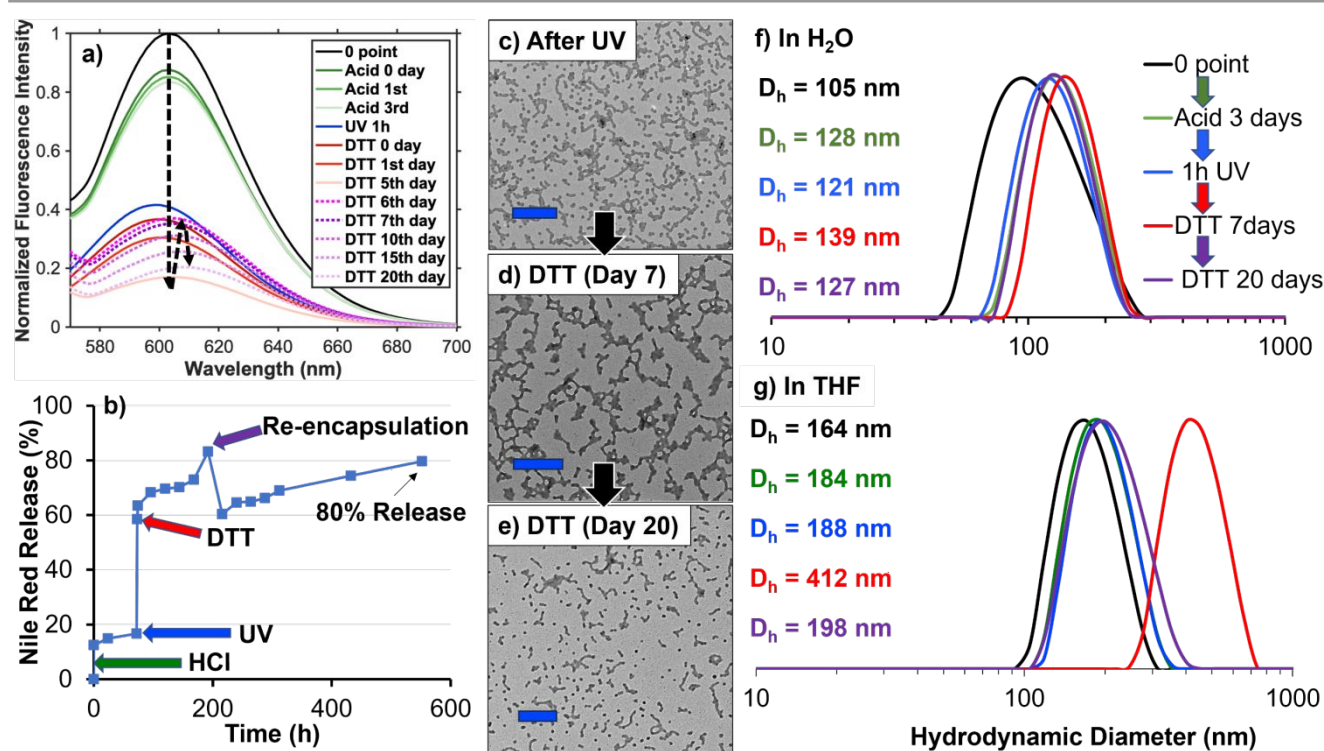 a)
Normalized Fluorescence Intensity
1
0.8
0.6
0.4
0.2
0
0 point
Acid 0 day
Acid 1st
Acid 3rd
UV 1h
DTT 0 day
DTT 1st day
DTT 5th day
DTT 6th day
DTT 7th day
DTT 10th day
DTT 15th day
DTT 20th day
580 600 620 640 660 680 700
Wavelength (nm)
b)
Nile Red Release (%)
100
80
60
40
20
0
Re-encapsulation
80% Release
DTT
UV
HCl
0 200 400 600
Time (h)
c) After UV
d) DTT (Day 7)
e) DTT (Day 20)
f) In H₂O
Dₕ = 105 nm
Dₕ = 128 nm
Dₕ = 121 nm
Dₕ = 139 nm
Dₕ = 127 nm
0 point
Acid 3 days
1h UV
DTT 7days
DTT 20 days
10 100 1000
g) In THF
Dₕ = 164 nm
Dₕ = 184 nm
Dₕ = 188 nm
Dₕ = 412 nm
Dₕ = 198 nm
10 100 1000
Hydrodynamic Diameter (nm)